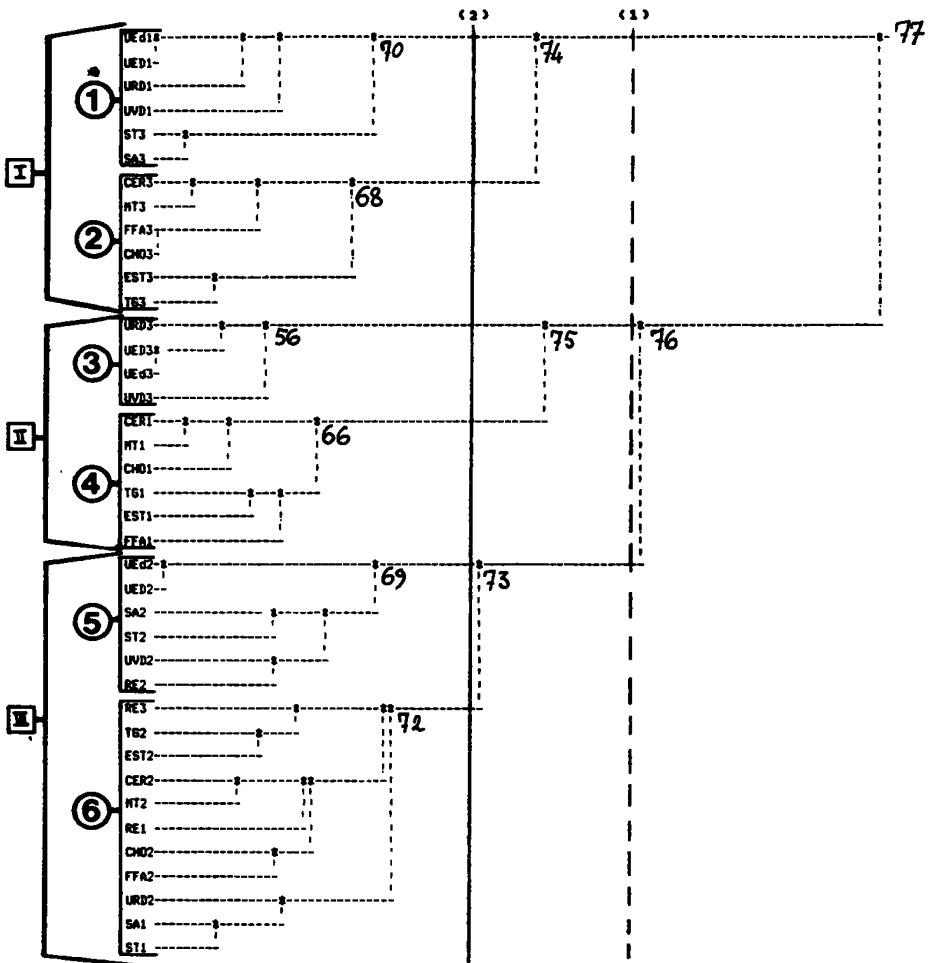 (2) (1)
UEd1 70 74 77
UED1
URD1
① UVD1
ST3
SA3
I
CER3 68
MT3
FFA3
② CHO3
EST3
TG3
URD3 56 75 76
UED3
③ UEd3
UVD3
II
CER1 66
MT1
CHO1
④ TG1
EST1
FFA1
UEd2 69 73
UED2
SA2
⑤ ST2
UVD2
RE2
III
RE3 72
TG2
EST2
CER2
MT2
⑥ RE1
CHO2
FFA2
URD2
SA1
ST1